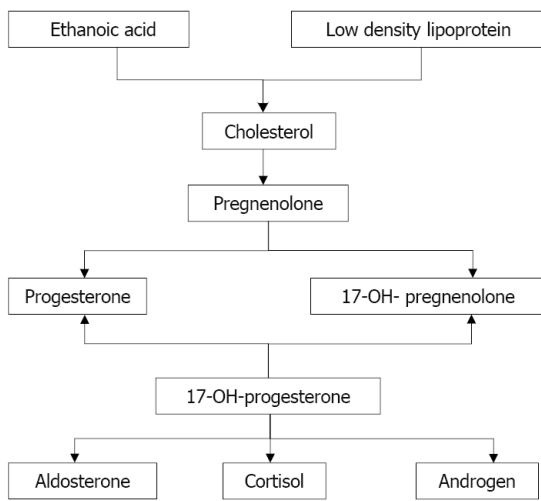 Ethanoic acid
Low density lipoprotein
Cholesterol
Pregnenolone
Progesterone
17-OH- pregnenolone
17-OH-progesterone
Aldosterone
Cortisol
Androgen